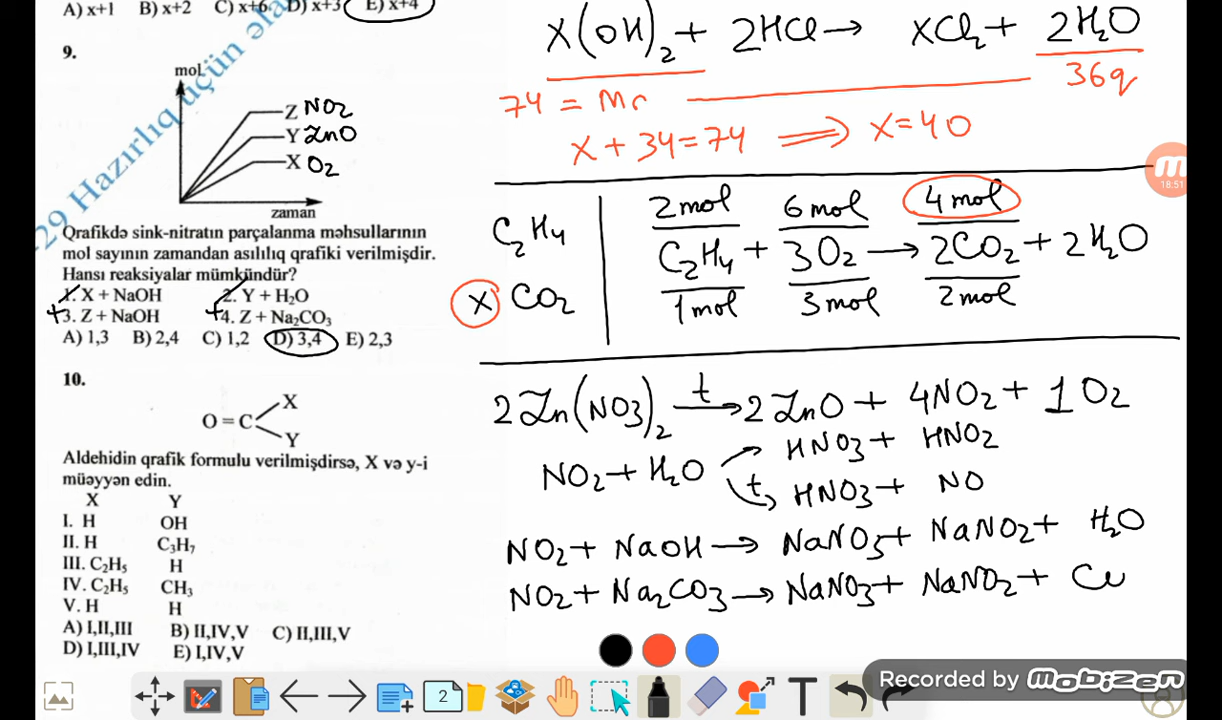 A) x+1 B) x+2 C) x+6 D) x+3 E) x+4
9.
-29 Hazırlıq üçün
mol
Z NO2
Y ZnO
X O2
zaman
Qrafikdə sink-nitratın parçalanma məhsullarının
mol sayının zamandan asılılıq qrafiki verilmişdir.
Hansı reaksiyalar mümkündür?
1. X + NaOH 2. Y + H₂O
+3. Z + NaOH +4. Z + Na₂CO₃
A) 1,3 B) 2,4 C) 1,2 D) 3,4 E) 2,3
10.
O = C
X
Y
Aldehidin qrafik formulu verilmişdirsə, X və y-i
müəyyən edin.
X Y
I. H OH
II. H C₃H₇
III. C₂H₅ H
IV. C₂H₅ CH₃
V. H H
A) I,II,III B) II,IV,V C) II,III,V
D) I,III,IV E) I,IV,V
X(OH)₂ + 2HCl → XCl₂ + 2H₂O
74 = Mr 36q
X + 34 = 74 ⟹ X = 40
2mol 6mol 4mol
C₂H₄ C₂H₄ + 3O₂ → 2CO₂ + 2H₂O
X CO₂ 1mol 3mol 2mol
2Zn(NO3)₂ t→ 2ZnO + 4NO₂ + 1O₂
HNO3 + HNO2
NO₂ + H₂O
t HNO3 + NO
NO₂ + NaOH → NaNO3 + NaNO2 + H₂O
NO₂ + Na₂CO3 → NaNO3 + NaNO2 +
2
T
Recorded by mobizen
m
18:51